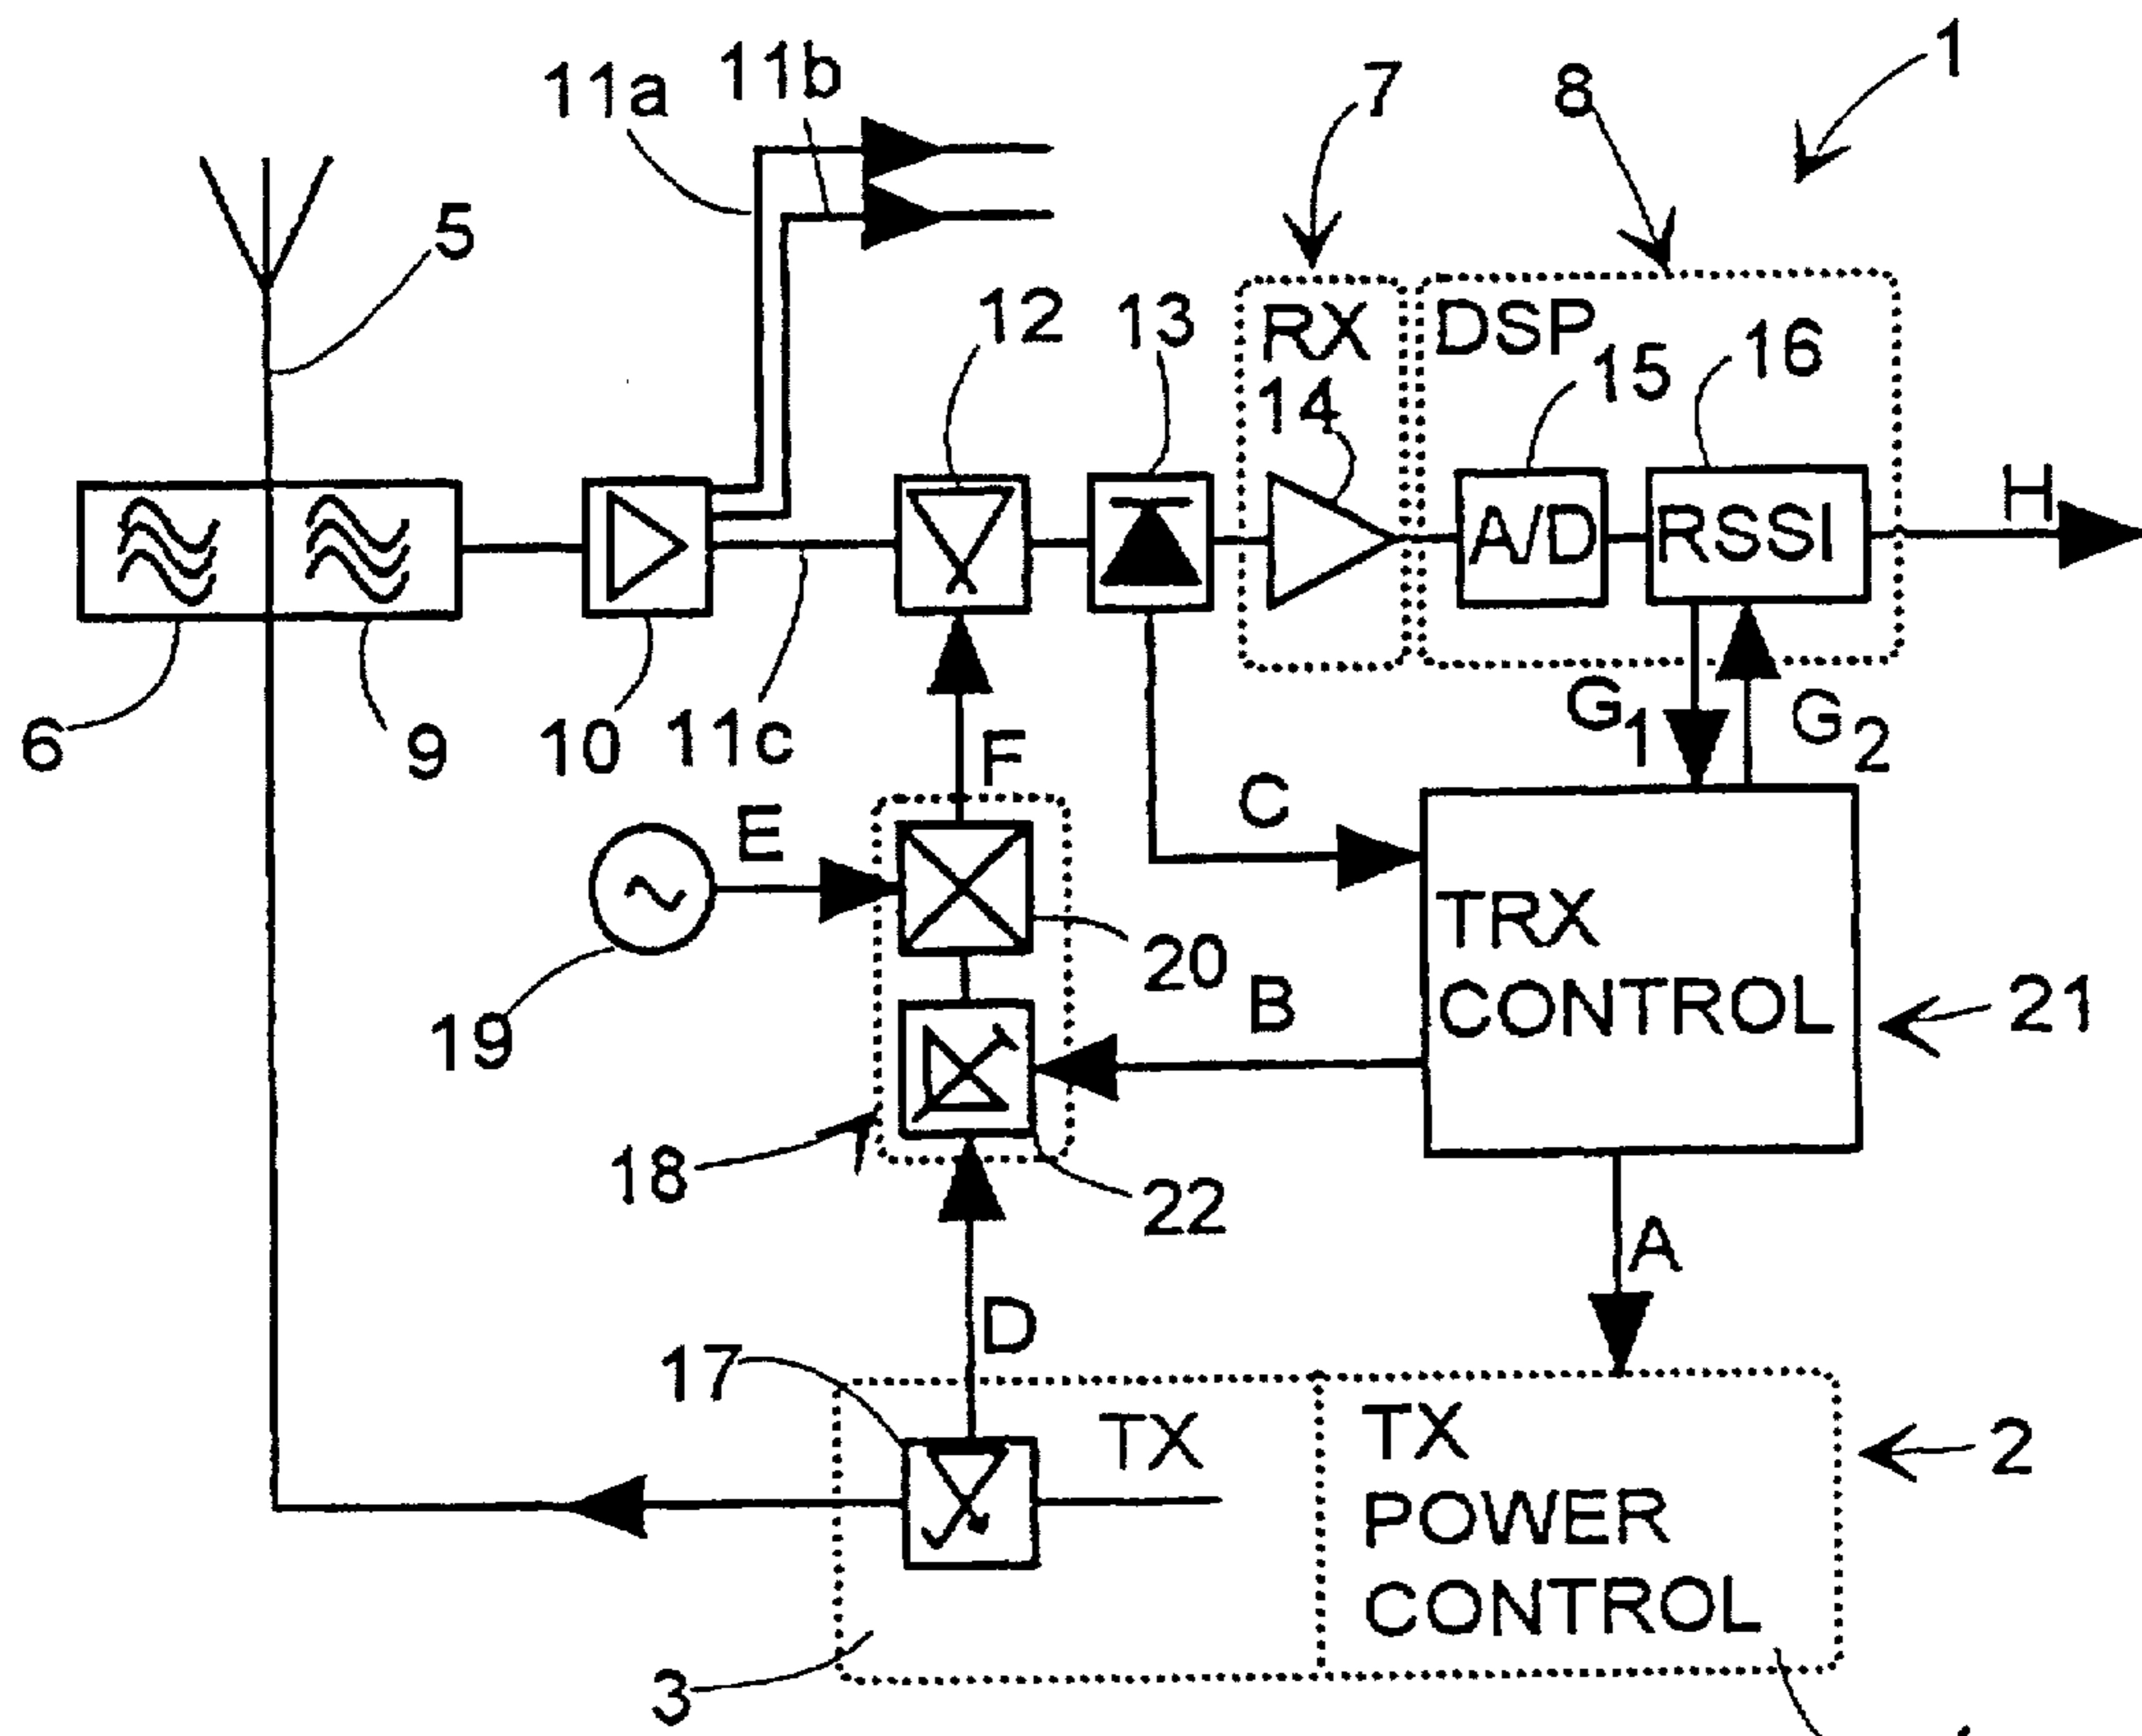 1
11a
11b
7
8
5
12
13
RX
14
DSP
15
16
A/D
RSSI
H
6
9
10
11c
F
G1
G2
E
C
19
20
TRX
CONTROL
B
21
18
22
D
A
17
TX
TX
POWER
CONTROL
2
3